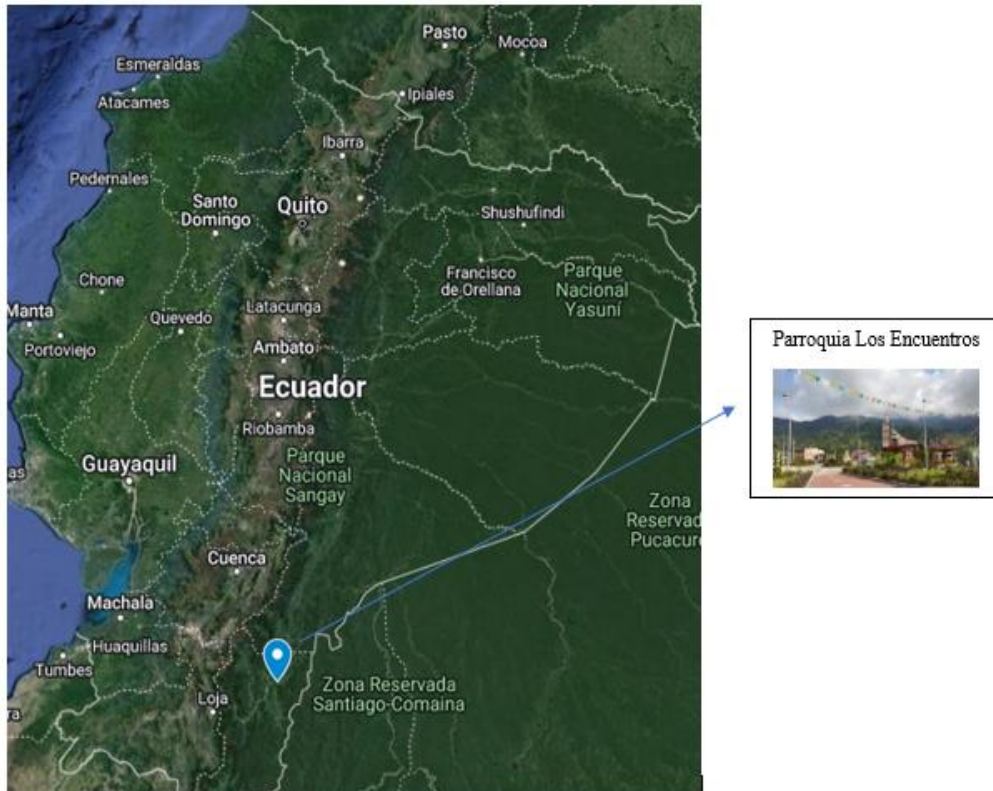 Pasto
Mocoa
Esmeraldas
Atacames
Ipiales
Ibarra
Pedernales
Santo
Domingo
Quito
Shushufindi
Chone
Francisco
de Orellana
Parque
Nacional
Yasuní
Manta
Portoviejo
Quevedo
Latacunga
Ambato
Ecuador
Riobamba
Parroquia Los Encuentros
Guayaquil
as
Parque
Nacional
Sangay
Zona
Reservad
Pucacuro
Cuenca
Machala
Huaquillas
Tumbes
Loja
Zona Reservada
Santiago-Comaina
ra